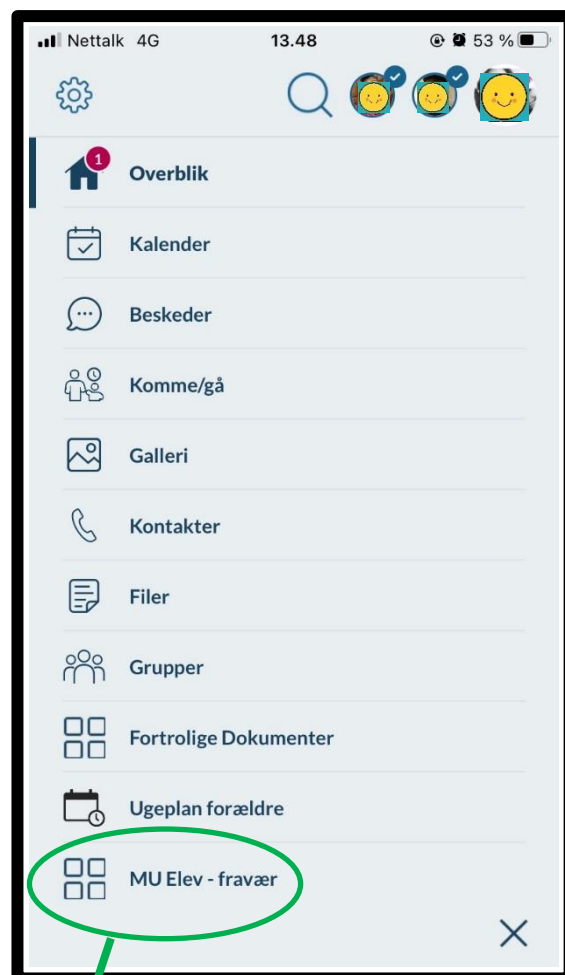 Nettalk 4G 13.48 53 %
1
Overblik
Kalender
Beskeder
Komme/gå
Galleri
Kontakter
Filer
Grupper
Fortrolige Dokumenter
Ugeplan forældre
MU Elev - fravær